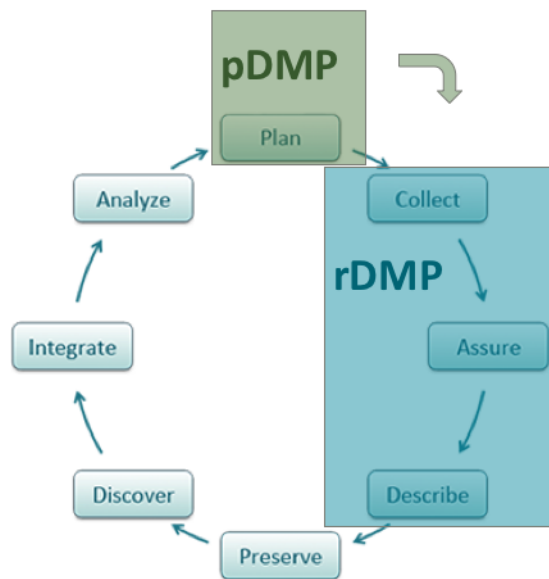 pDMP
Plan
Collect
rDMP
Assure
Describe
Preserve
Discover
Integrate
Analyze